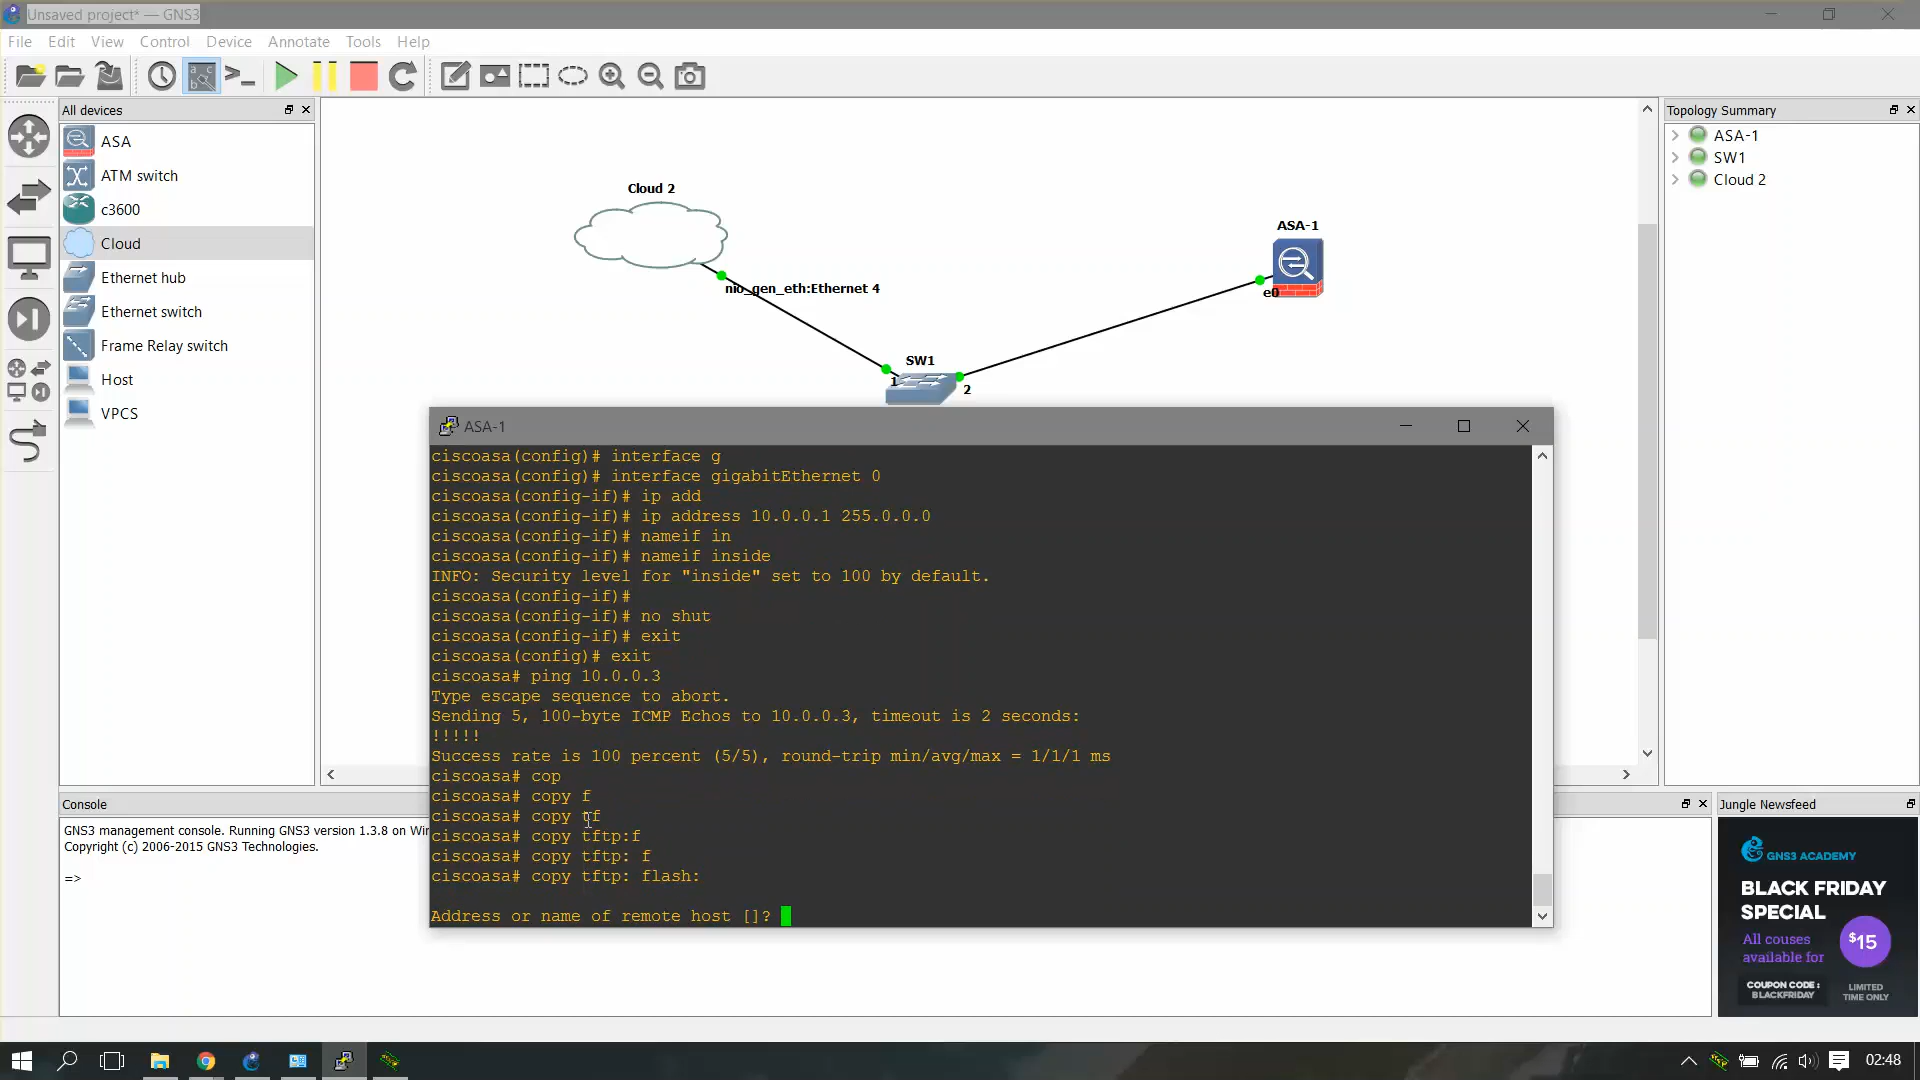 Unsaved project* — GNS3
File Edit View Control Device Annotate Tools Help
All devices
ASA
ATM switch
c3600
Cloud
Ethernet hub
Ethernet switch
Frame Relay switch
Host
VPCS
Cloud 2
nio_gen_eth:Ethernet 4
SW1
1
2
ASA-1
e0
Topology Summary
ASA-1
SW1
Cloud 2
ASA-1
ciscoasa(config)# interface g
ciscoasa(config)# interface gigabitEthernet 0
ciscoasa(config-if)# ip add
ciscoasa(config-if)# ip address 10.0.0.1 255.0.0.0
ciscoasa(config-if)# nameif in
ciscoasa(config-if)# nameif inside
INFO: Security level for "inside" set to 100 by default.
ciscoasa(config-if)#
ciscoasa(config-if)# no shut
ciscoasa(config-if)# exit
ciscoasa(config)# exit
ciscoasa# ping 10.0.0.3
Type escape sequence to abort.
Sending 5, 100-byte ICMP Echos to 10.0.0.3, timeout is 2 seconds:
!!!!!
Success rate is 100 percent (5/5), round-trip min/avg/max = 1/1/1 ms
ciscoasa# cop
ciscoasa# copy f
ciscoasa# copy tf
ciscoasa# copy tftp:f
ciscoasa# copy tftp: f
ciscoasa# copy tftp: flash:
Address or name of remote host []?
Console
GNS3 management console. Running GNS3 version 1.3.8 on Win
Copyright (c) 2006-2015 GNS3 Technologies.
=>
Jungle Newsfeed
GNS3 ACADEMY
BLACK FRIDAY
SPECIAL
All couses
available for
$15
COUPON CODE :
BLACKFRIDAY
LIMITED
TIME ONLY
02:48